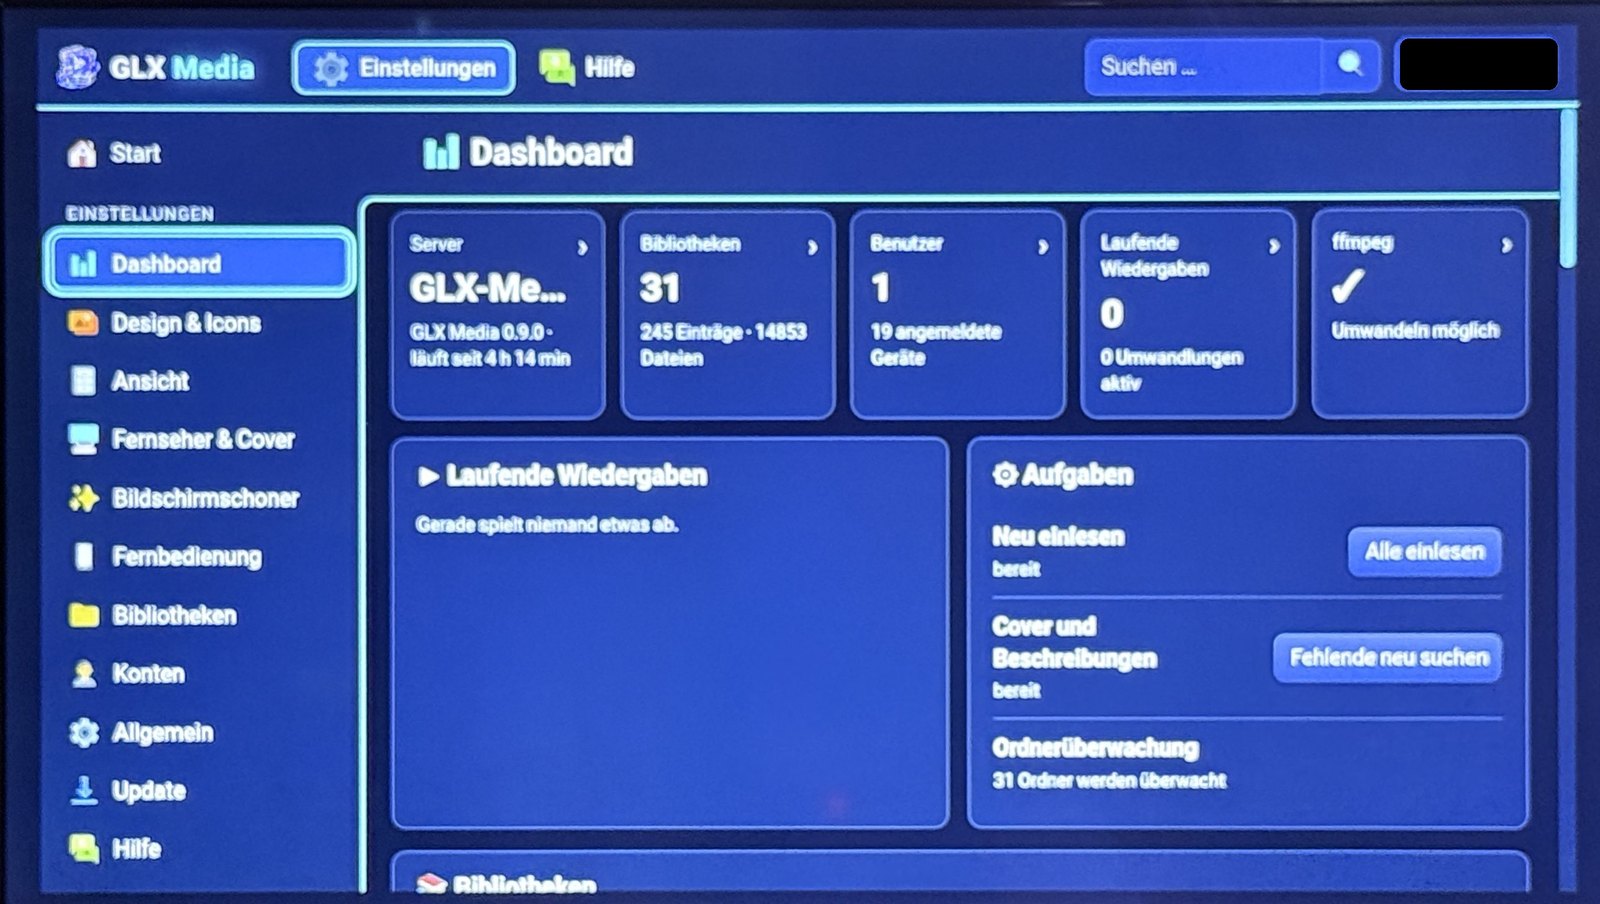 GLX Media
Einstellungen
Hilfe
Suchen ...
Start
Dashboard
EINSTELLUNGEN
Dashboard
Design & Icons
Ansicht
Fernseher & Cover
Bildschirmschoner
Fernbedienung
Bibliotheken
Konten
Allgemein
Update
Hilfe
Server
GLX-Me...
GLX Media 0.9.0 ·
läuft seit 4 h 14 min
Bibliotheken
31
245 Einträge · 14853
Dateien
Benutzer
1
19 angemeldete
Geräte
Laufende
Wiedergaben
0
0 Umwandlungen
aktiv
ffmpeg
✓
Umwandeln möglich
Laufende Wiedergaben
Gerade spielt niemand etwas ab.
Aufgaben
Neu einlesen
bereit
Alle einlesen
Cover und
Beschreibungen
bereit
Fehlende neu suchen
Ordnerüberwachung
31 Ordner werden überwacht
Bibliotheken